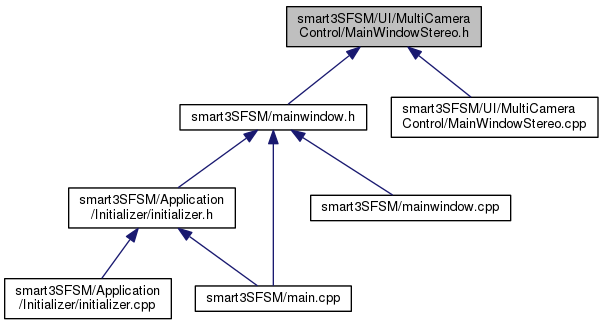 smart3SFSM/UI/MultiCamera
Control/MainWindowStereo.h
smart3SFSM/mainwindow.h
smart3SFSM/UI/MultiCamera
Control/MainWindowStereo.cpp
smart3SFSM/Application
/Initializer/initializer.h
smart3SFSM/mainwindow.cpp
smart3SFSM/Application
/Initializer/initializer.cpp
smart3SFSM/main.cpp